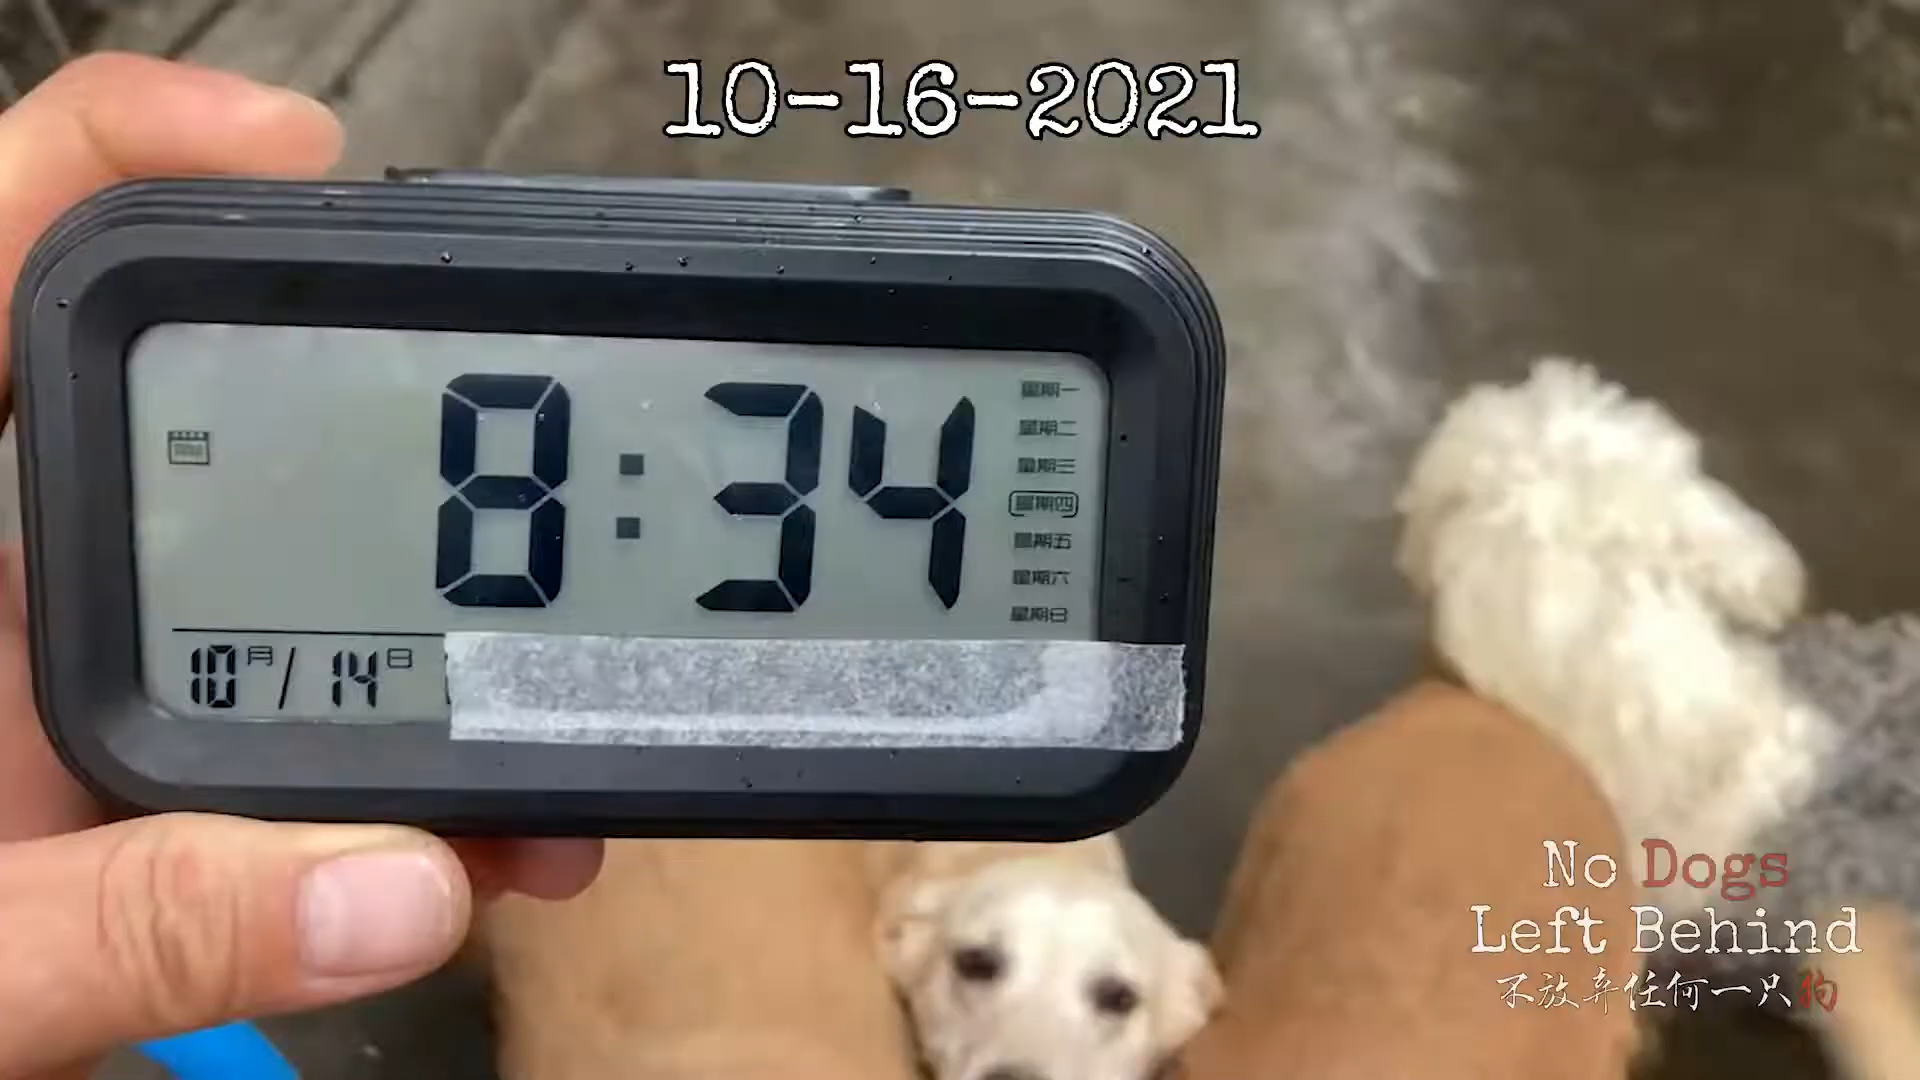 10-16-2021
8:34
星期一
星期二
星期三
星期四
星期五
星期六
星期日
10月/14日
No Dogs
Left Behind
不放弃任何一只狗